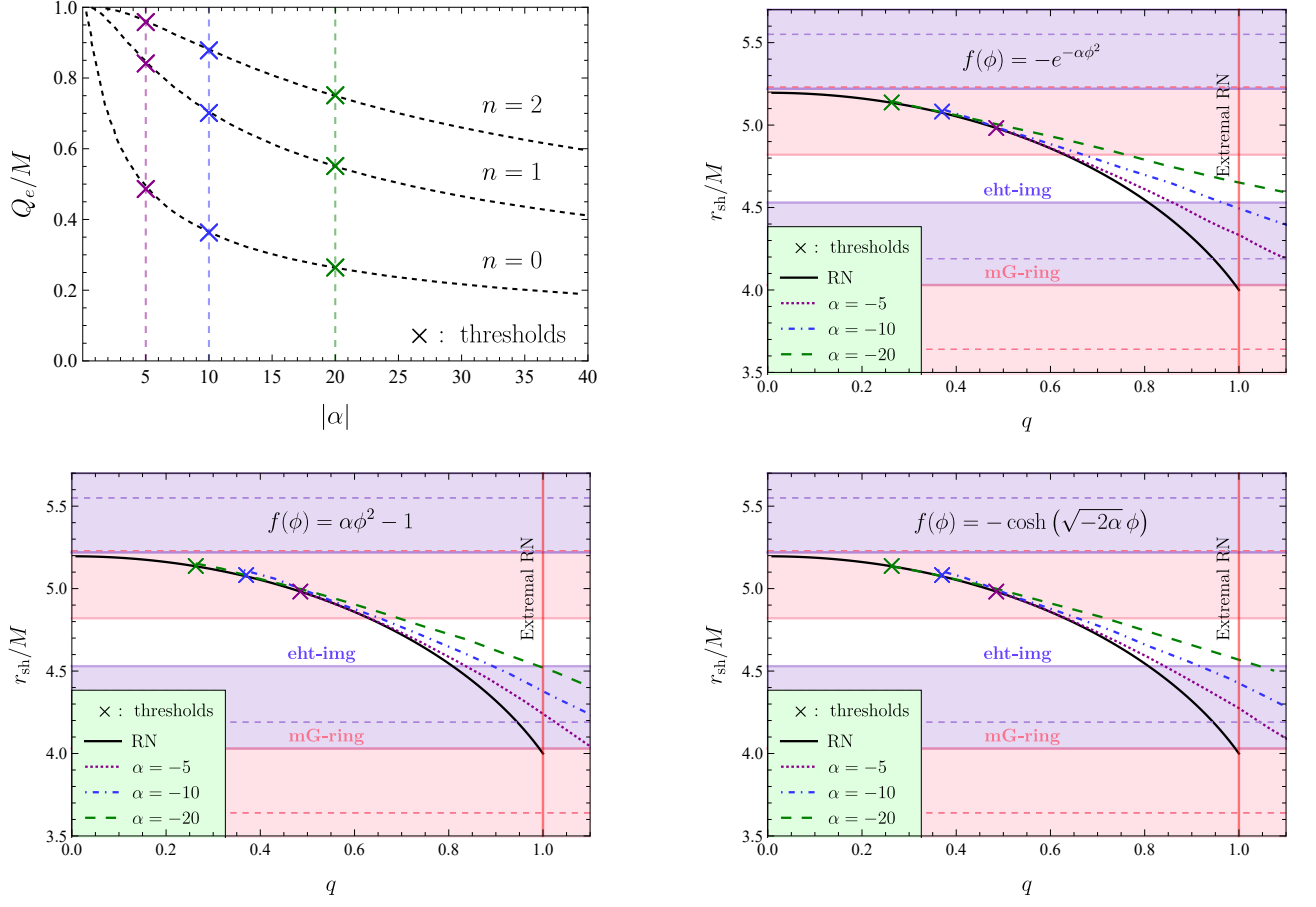 1.0
0.8
0.6
0.4
0.2
0.0
Q_e/M
n = 2
n = 1
n = 0
× : thresholds
5 10 15 20 25 30 35 40
|α|
5.5
5.0
4.5
4.0
3.5
r_sh/M
f(ϕ) = −e^{−αϕ²}
Extremal RN
eht-img
mG-ring
× : thresholds
RN
α = −5
α = −10
α = −20
0.0 0.2 0.4 0.6 0.8 1.0
q
5.5
5.0
4.5
4.0
3.5
r_sh/M
f(ϕ) = αϕ² − 1
Extremal RN
eht-img
mG-ring
× : thresholds
RN
α = −5
α = −10
α = −20
0.0 0.2 0.4 0.6 0.8 1.0
q
5.5
5.0
4.5
4.0
3.5
r_sh/M
f(ϕ) = − cosh (√−2α ϕ)
Extremal RN
eht-img
mG-ring
× : thresholds
RN
α = −5
α = −10
α = −20
0.0 0.2 0.4 0.6 0.8 1.0
q